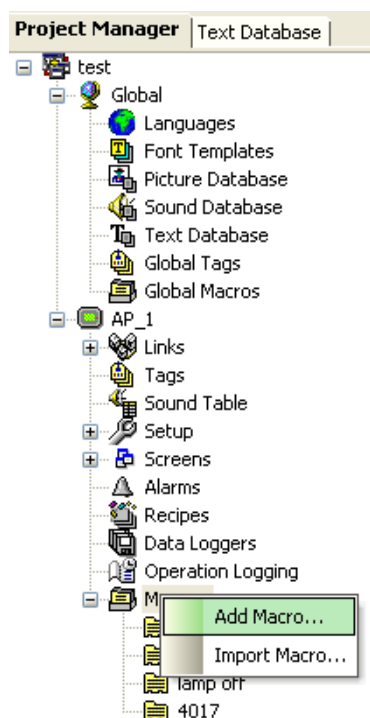 Project Manager Text Database
test
Global
Languages
Font Templates
Picture Database
Sound Database
Text Database
Global Tags
Global Macros
AP_1
Links
Tags
Sound Table
Setup
Screens
Alarms
Recipes
Data Loggers
Operation Logging
Add Macro...
Import Macro...
lamp off
4017